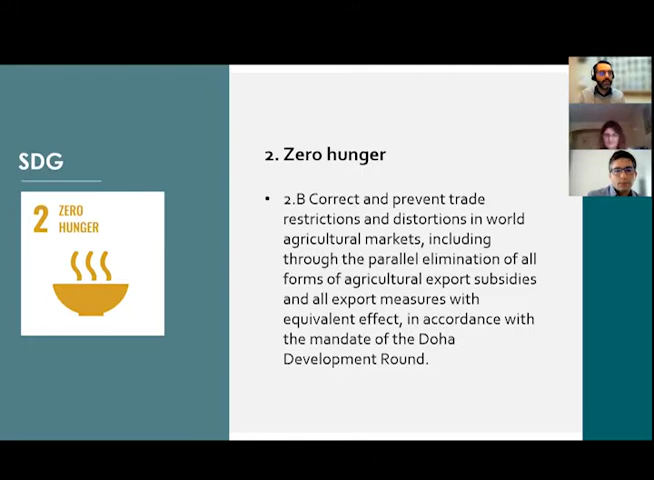 SDG
2 ZERO
HUNGER
2. Zero hunger
• 2.B Correct and prevent trade
restrictions and distortions in world
agricultural markets, including
through the parallel elimination of all
forms of agricultural export subsidies
and all export measures with
equivalent effect, in accordance with
the mandate of the Doha
Development Round.